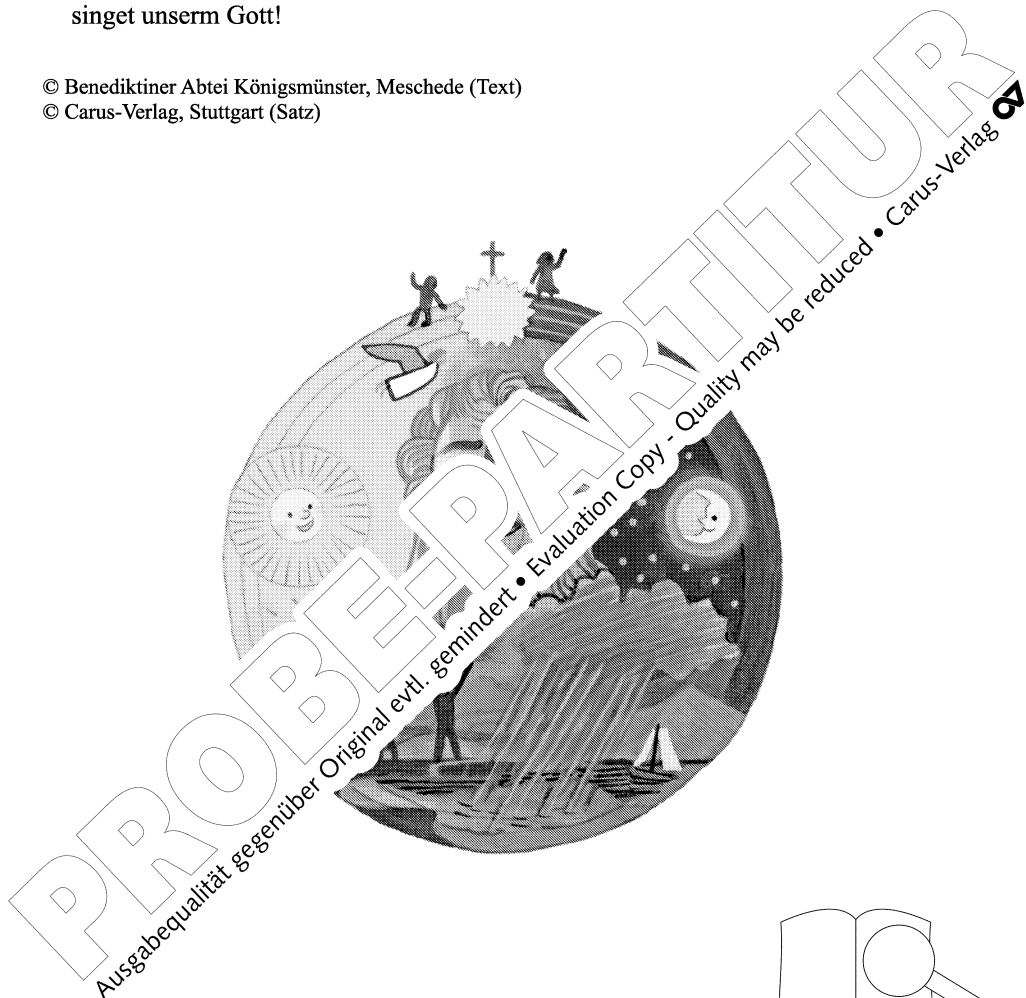 singet unserm Gott!
© Benediktiner Abtei Königsmünster, Meschede (Text)
© Carus-Verlag, Stuttgart (Satz)
PROBE-PARTITUR
Ausgabequalität gegenüber Original evtl. gemindert • Evaluation Copy - Quality may be reduced • Carus-Verlag